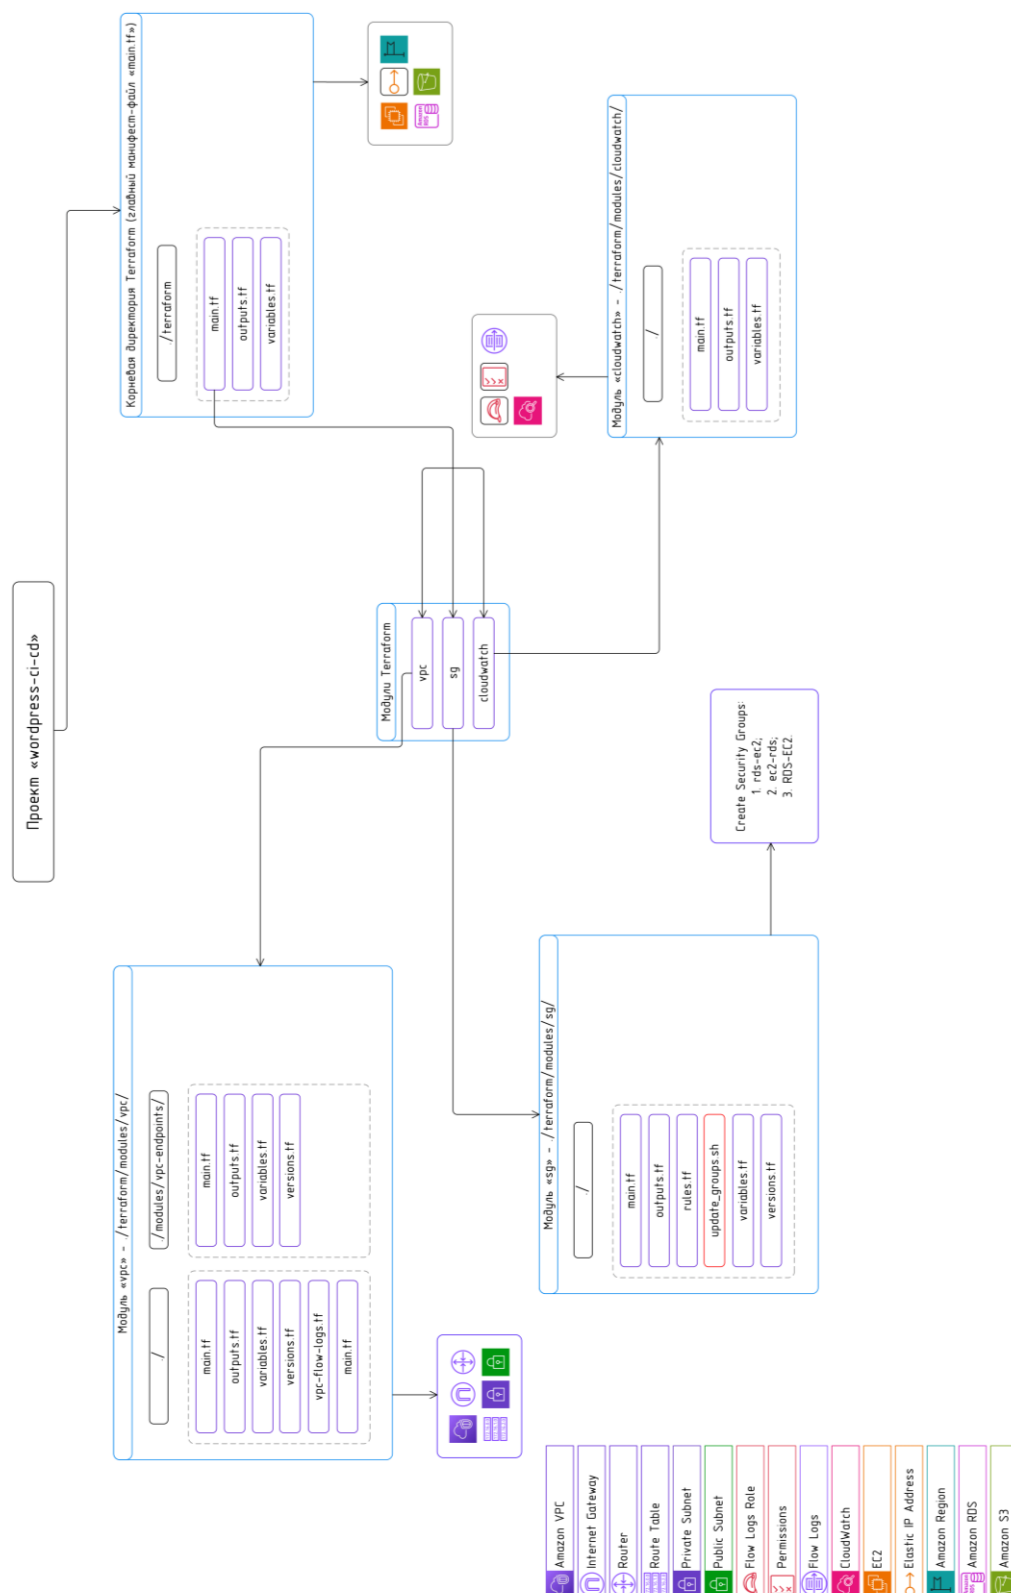 Проект «wordpress-ci-cd»
Модуль «vpc» - ./terraform/modules/vpc/
./
main.tf
outputs.tf
variables.tf
versions.tf
vpc-flow-logs.tf
main.tf
./modules/vpc-endpoints/
main.tf
outputs.tf
variables.tf
versions.tf
Корневая директория Terraform (главный манифест-файл «main.tf»)
./terraform
main.tf
outputs.tf
variables.tf
Amazon
RDS
Модули Terraform
vpc
sg
cloudwatch
Модуль «sg» - ./terraform/modules/sg/
./
main.tf
outputs.tf
rules.tf
update_groups.sh
variables.tf
versions.tf
Create Security Groups:
1. rds-ec2;
2. ec2-rds;
3. RDS-EC2.
Модуль «cloudwatch» - ./terraform/modules/cloudwatch/
./
main.tf
outputs.tf
variables.tf
Amazon VPC
Internet Gateway
Router
Route Table
Private Subnet
Public Subnet
Flow Logs Role
Permissions
Flow Logs
CloudWatch
EC2
Elastic IP Address
Amazon Region
Amazon
RDS
Amazon RDS
Amazon S3